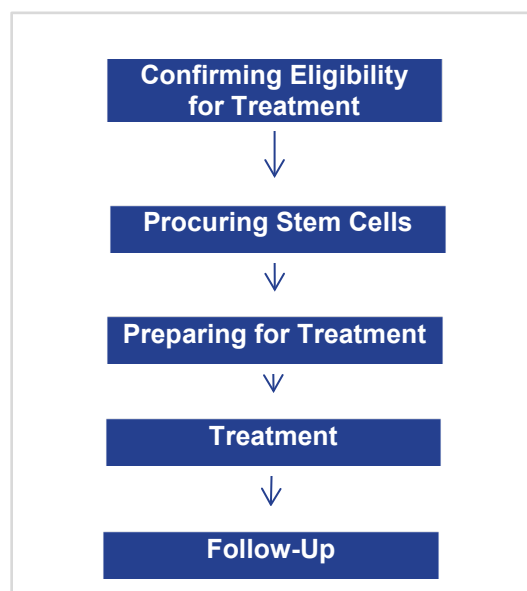 Confirming Eligibility
for Treatment
Procuring Stem Cells
Preparing for Treatment
Treatment
Follow-Up